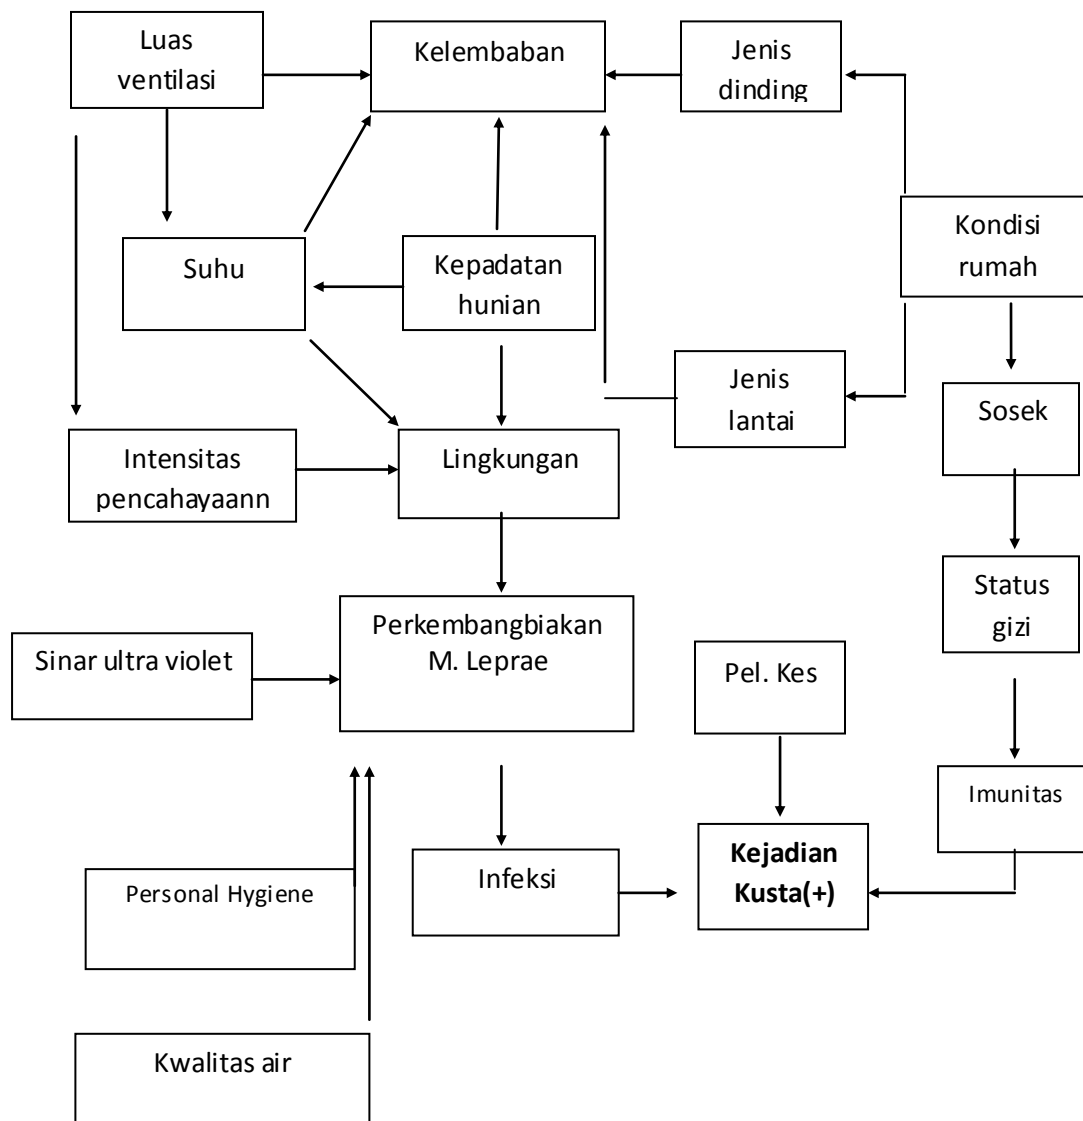 Luas
ventilasi
Kelembaban
Jenis
dinding
Kondisi
rumah
Suhu
Kepadatan
hunian
Jenis
lantai
Sosek
Intensitas
pencahayaann
Lingkungan
Status
gizi
Perkembangbiakan
M. Leprae
Sinar ultra violet
Pel. Kes
Imunitas
Kejadian
Kusta(+)
Infeksi
Personal Hygiene
Kwalitas air